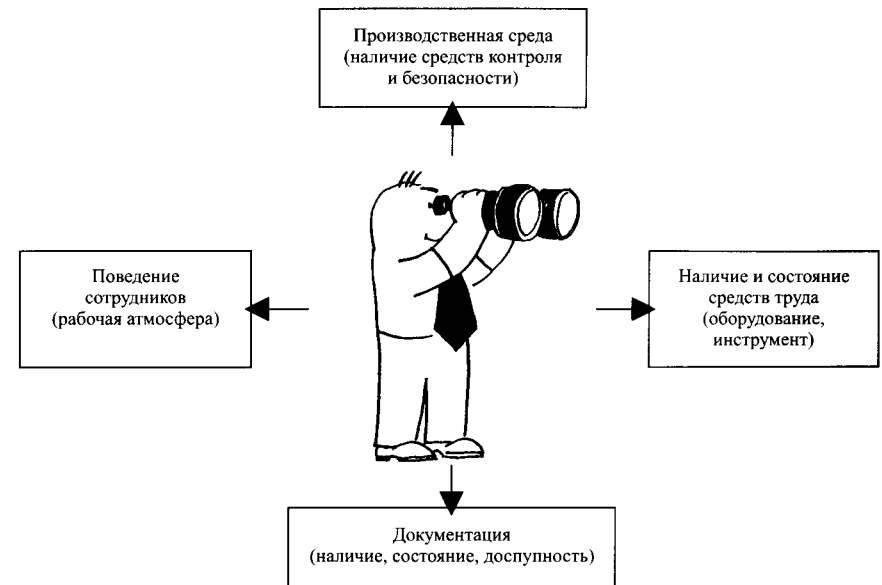 Производственная среда
(наличие средств контроля
и безопасности)
Поведение
сотрудников
(рабочая атмосфера)
Наличие и состояние
средств труда
(оборудование,
инструмент)
Документация
(наличие, состояние, доспупность)